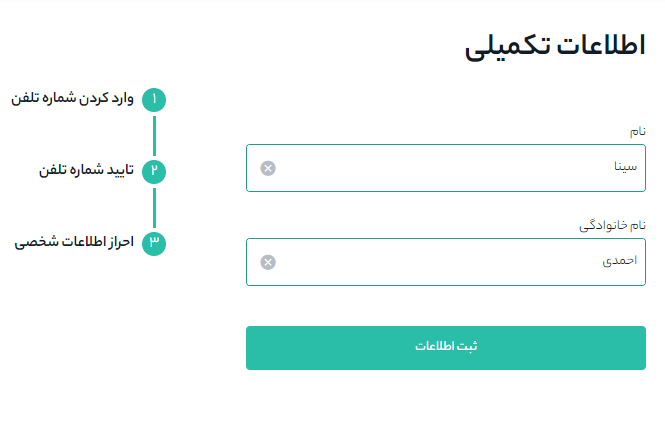 اطلاعات تکمیلی
نام
سینا
نام خانوادگی
احمدی
ثبت اطلاعات
۱ وارد کردن شماره تلفن
۲ تایید شماره تلفن
۳ احراز اطلاعات شخصی